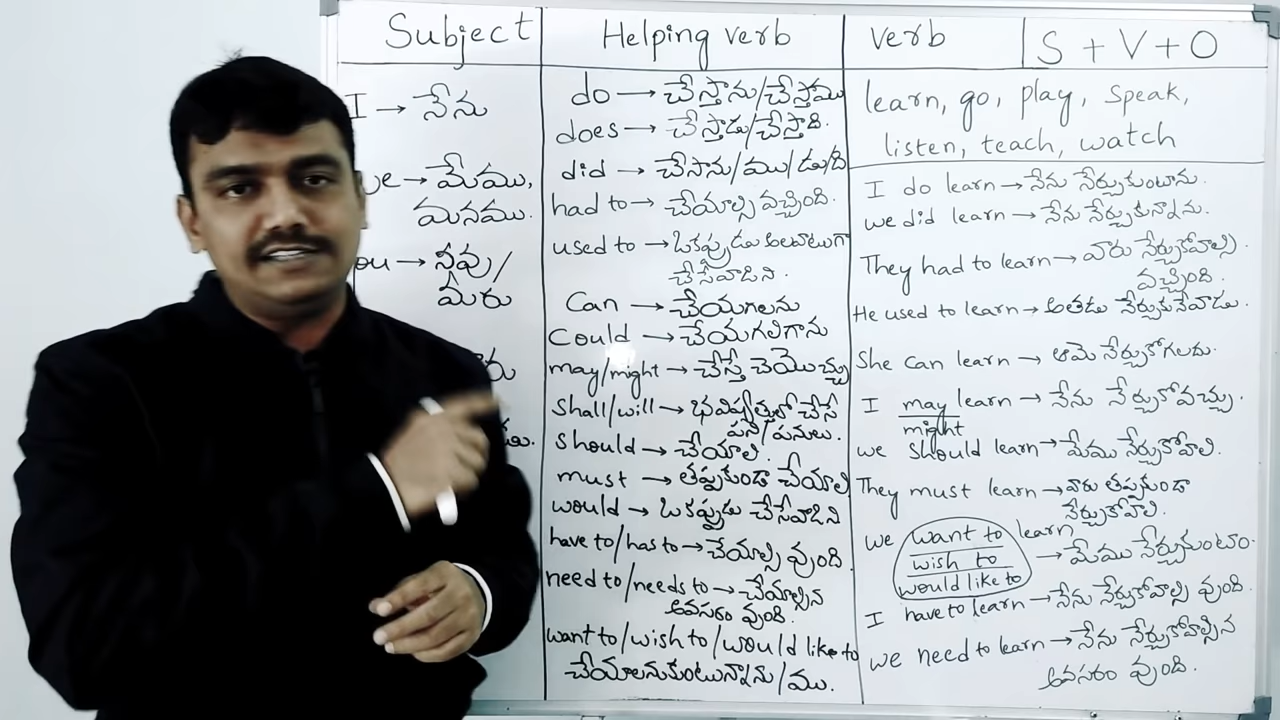 Subject
I → నేను
→ మేము,
మనము.
→ నీవు/
మీరు
Helping verb
do → చేస్తాను/చేస్తాము
does → చేస్తాడు/చేస్తాది.
did → చేసాను/ము/డు/ది
had to → చేయాల్సి వచ్చింది.
used to → ఒకప్పుడు అలవాటుగా
చేసేవాడిని.
Can → చేయగలను
Could → చేయగలిగాను
may/might → చేస్తే చెయొచ్చు
Shall/will → భవిష్యత్తులో చేసే
పని/పనులు.
Should → చేయాలి.
must → తప్పకుండా చేయాలి
would → ఒకప్పుడు చేసేవాడిని
have to/has to → చేయాల్సి వుంది.
need to/needs to → చేయాల్సిన
అవసరం వుంది.
want to/wish to/would like to
చేయాలనుకుంటున్నాను/ము.
verb
S + V + O
learn, go, play, speak,
listen, teach, watch
I do learn → నేను నేర్చుకుంటాను.
we did learn → నేను నేర్చుకున్నాను.
They had to learn → వారు నేర్చుకోవాల్సి
వచ్చింది.
He used to learn → అతడు నేర్చుకునేవాడు.
She can learn → ఆమె నేర్చుకోగలదు.
I may learn → నేను నేర్చుకోవచ్చు.
might
we should learn → మేము నేర్చుకోవాలి.
They must learn → వారు తప్పకుండా
నేర్చుకోవాలి.
we want to learn
wish to → మేము నేర్చుకుంటాం.
would like to
I have to learn → నేను నేర్చుకోవాల్సి వుంది.
we need to learn → నేను నేర్చుకోవాల్సిన
అవసరం వుంది.